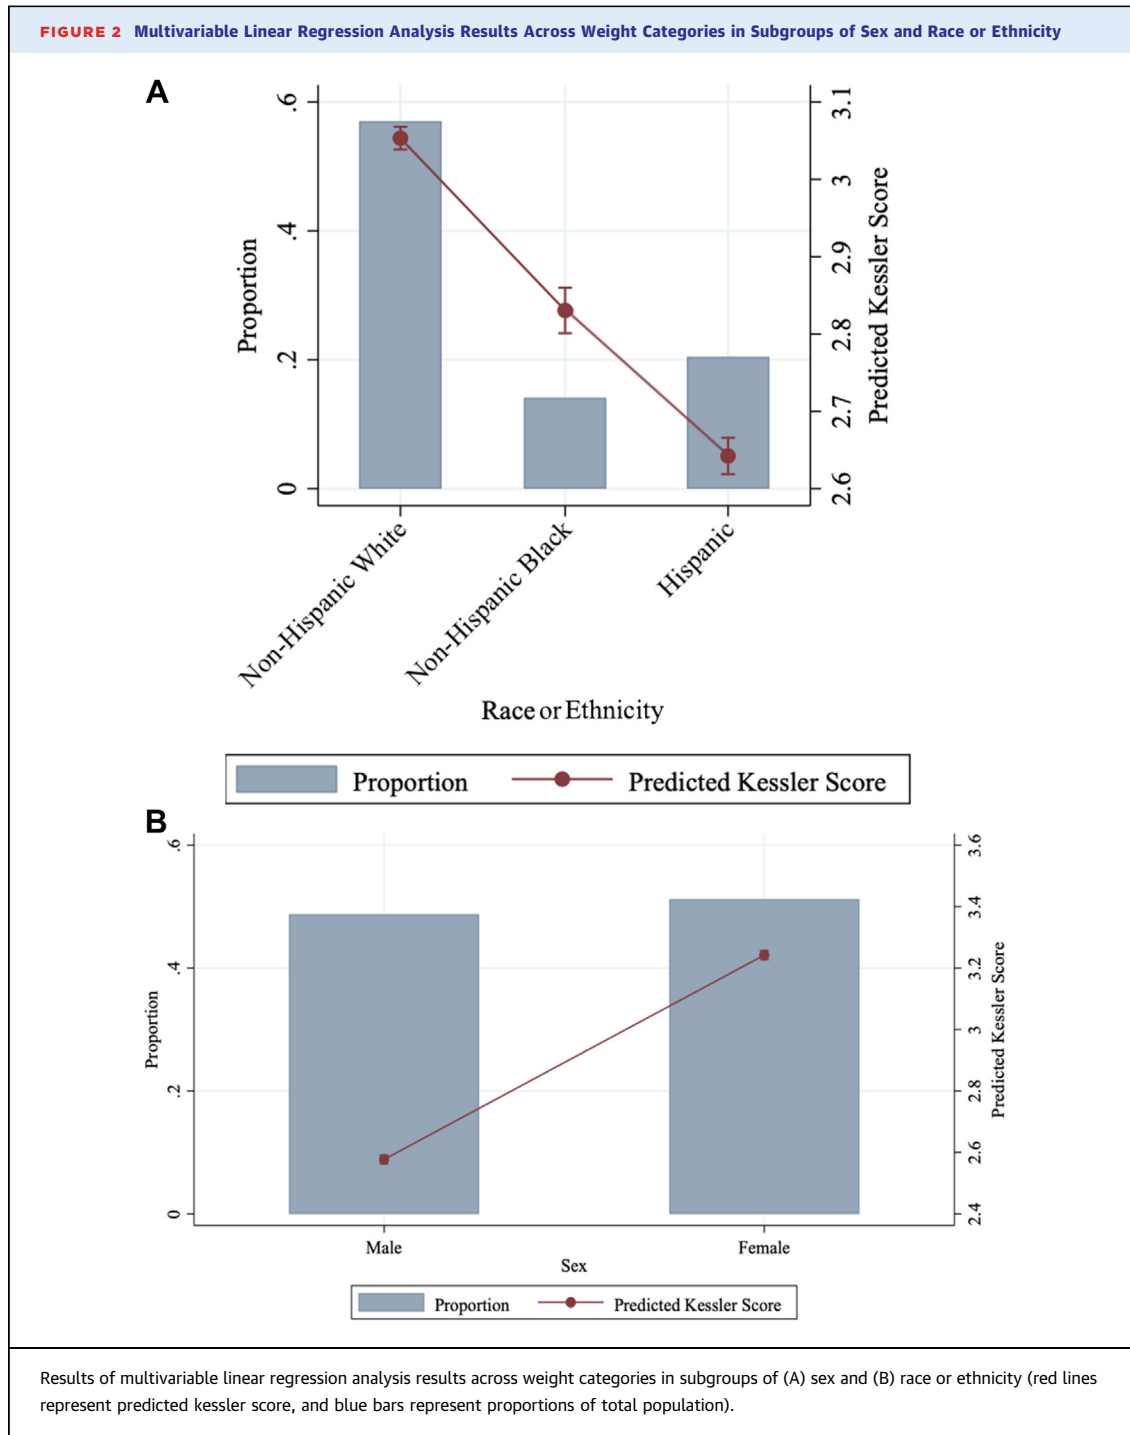 FIGURE 2 Multivariable Linear Regression Analysis Results Across Weight Categories in Subgroups of Sex and Race or Ethnicity
A
Proportion
.6
.4
.2
0
3.1
3
2.9
2.8
2.7
2.6
Predicted Kessler Score
Non-Hispanic White
Non-Hispanic Black
Hispanic
Race or Ethnicity
Proportion
Predicted Kessler Score
B
Proportion
.6
.4
.2
0
3.6
3.4
3.2
3
2.8
2.6
2.4
Predicted Kessler Score
Male
Female
Sex
Proportion
Predicted Kessler Score
Results of multivariable linear regression analysis results across weight categories in subgroups of (A) sex and (B) race or ethnicity (red lines
represent predicted kessler score, and blue bars represent proportions of total population).